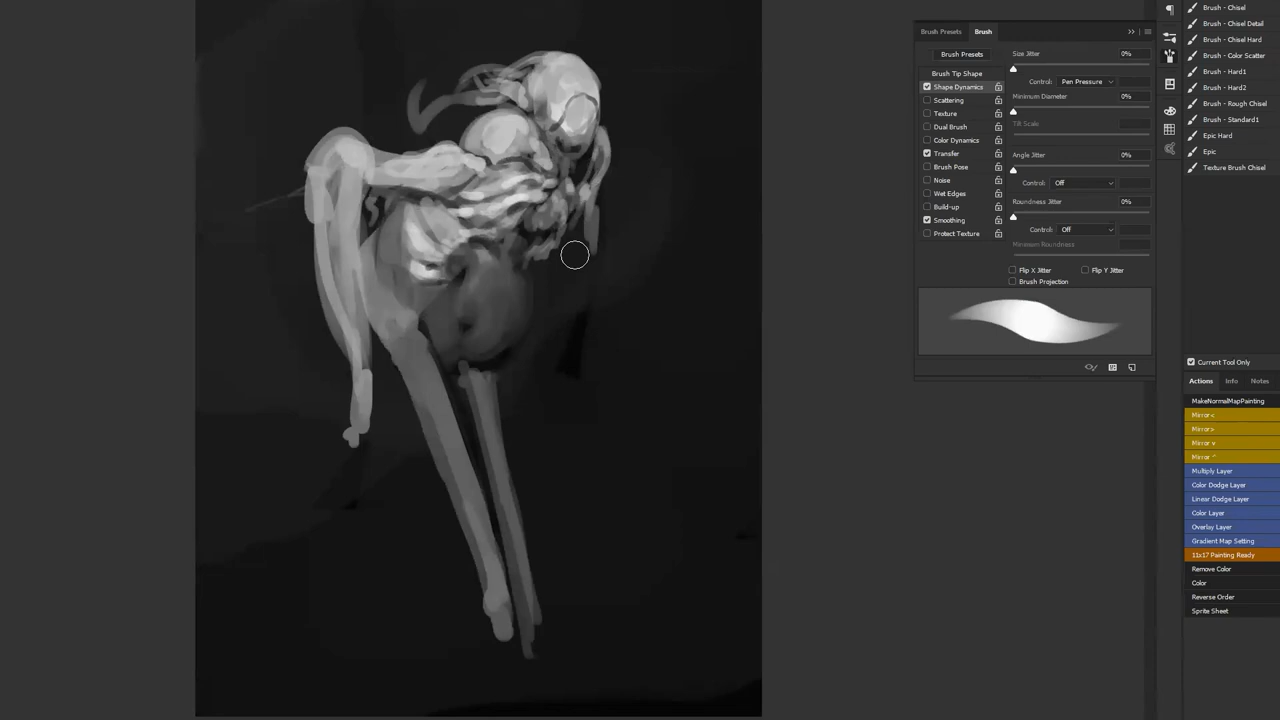 Brush Presets
Brush
Brush Presets
Brush Tip Shape
Shape Dynamics
Scattering
Texture
Dual Brush
Color Dynamics
Transfer
Brush Pose
Noise
Wet Edges
Build-up
Smoothing
Protect Texture
Size Jitter 0%
Control: Pen Pressure
Minimum Diameter 0%
Tilt Scale
Angle Jitter 0%
Control: Off
Roundness Jitter 0%
Control: Off
Minimum Roundness
Flip X Jitter Flip Y Jitter
Brush Projection
Brush - Chisel
Brush - Chisel Detail
Brush - Chisel Hard
Brush - Color Scatter
Brush - Hard1
Brush - Hard2
Brush - Rough Chisel
Brush - Standard1
Epic Hard
Epic
Texture Brush Chisel
Current Tool Only
Actions Info Notes
MakeNormalMapPainting
Mirror <
Mirror >
Mirror v
Mirror ^
Multiply Layer
Color Dodge Layer
Linear Dodge Layer
Color Layer
Overlay Layer
Gradient Map Setting
11x17 Painting Ready
Remove Color
Color
Reverse Order
Sprite Sheet